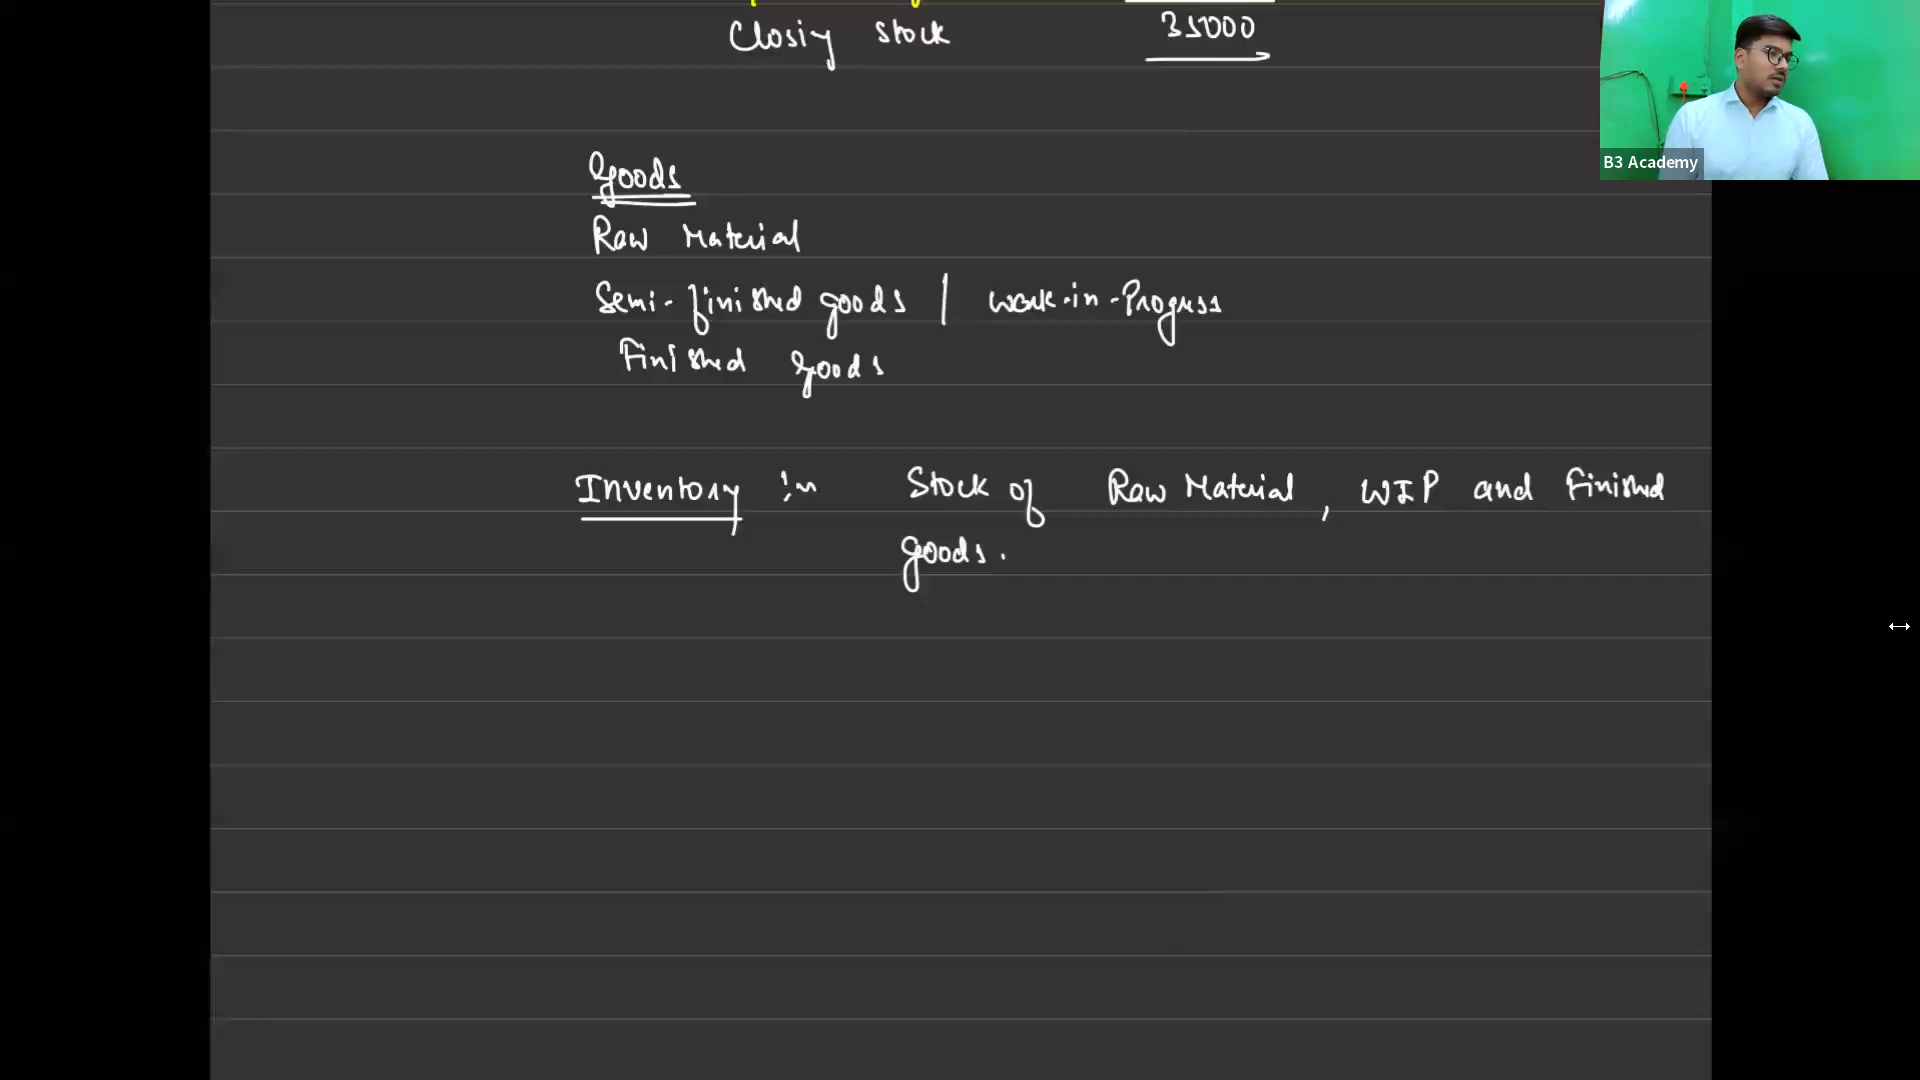 Closing stock 35000
Goods
Raw Material
Semi-finished goods | Work-in-Progress
Finished goods
Inventory :- Stock of Raw Material, WIP and Finished
goods.
B3 Academy